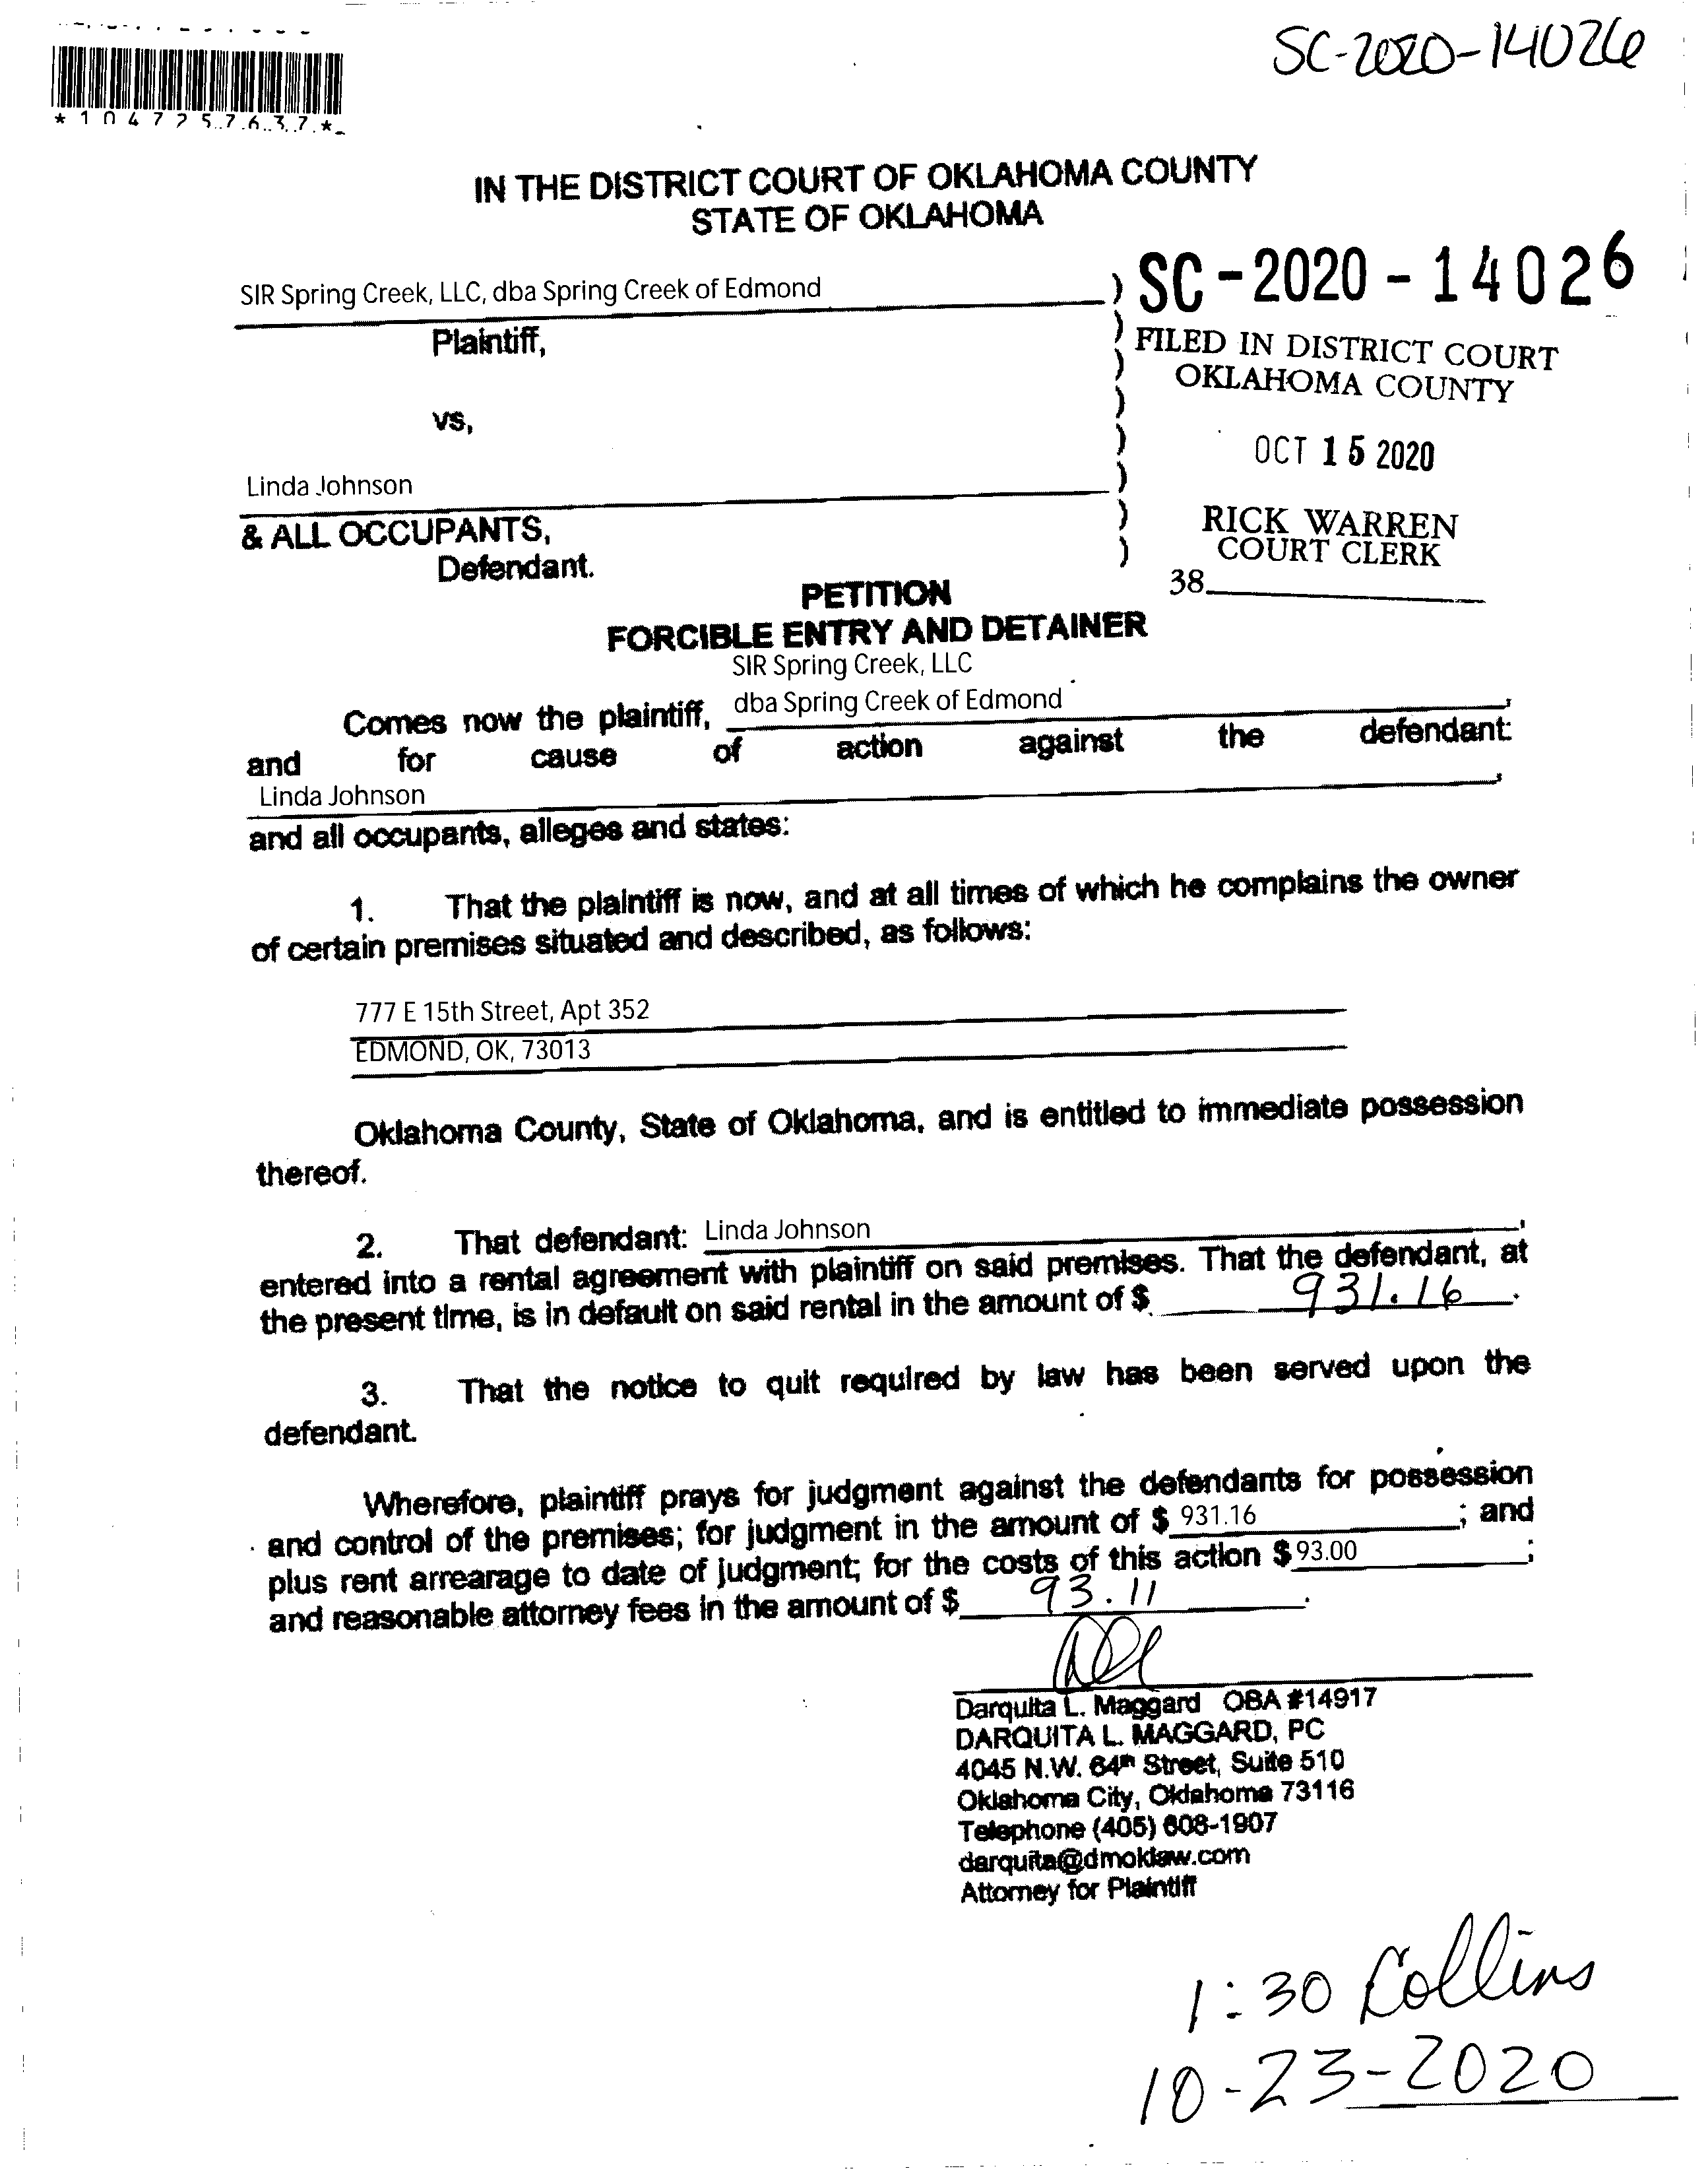 SC-2020-14026
*1047257637*
IN THE DISTRICT COURT OF OKLAHOMA COUNTY
STATE OF OKLAHOMA
SIR Spring Creek, LLC, dba Spring Creek of Edmond
Plaintiff,
vs,
Linda Johnson
& ALL OCCUPANTS,
Defendant.
) SC-2020-14026
FILED IN DISTRICT COURT
OKLAHOMA COUNTY
OCT 15 2020
RICK WARREN
COURT CLERK
38
PETITION
FORCIBLE ENTRY AND DETAINER
SIR Spring Creek, LLC
Comes now the plaintiff, dba Spring Creek of Edmond,
and for cause of action against the defendant:
Linda Johnson,
and all occupants, alleges and states:
1. That the plaintiff is now, and at all times of which he complains the owner
of certain premises situated and described, as follows:
777 E 15th Street, Apt 352
EDMOND, OK, 73013
Oklahoma County, State of Oklahoma, and is entitled to immediate possession
thereof.
2. That defendant: Linda Johnson,
entered into a rental agreement with plaintiff on said premises. That the defendant, at
the present time, is in default on said rental in the amount of $ 931.16.
3. That the notice to quit required by law has been served upon the
defendant.
Wherefore, plaintiff prays for judgment against the defendants for possession
and control of the premises; for judgment in the amount of $ 931.16; and
plus rent arrearage to date of judgment; for the costs of this action $ 93.00;
and reasonable attorney fees in the amount of $ 93.11.
Darquita L. Maggard OBA #14917
DARQUITA L. MAGGARD, PC
4045 N.W. 64th Street, Suite 510
Oklahoma City, Oklahoma 73116
Telephone (405) 608-1907
darquita@dmoklaw.com
Attorney for Plaintiff
1:30 Collins
10-23-2020